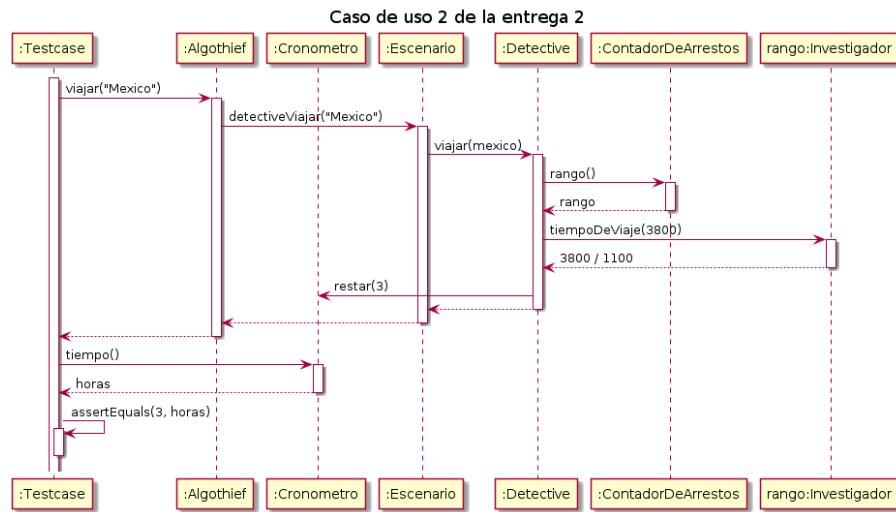 Caso de uso 2 de la entrega 2
:Testcase :Algothief :Cronometro :Escenario :Detective :ContadorDeArrestos rango:Investigador
viajar("Mexico")
detectiveViajar("Mexico")
viajar(mexico)
rango()
rango
tiempoDeViaje(3800)
3800 / 1100
restar(3)
tiempo()
horas
assertEquals(3, horas)
:Testcase :Algothief :Cronometro :Escenario :Detective :ContadorDeArrestos rango:Investigador